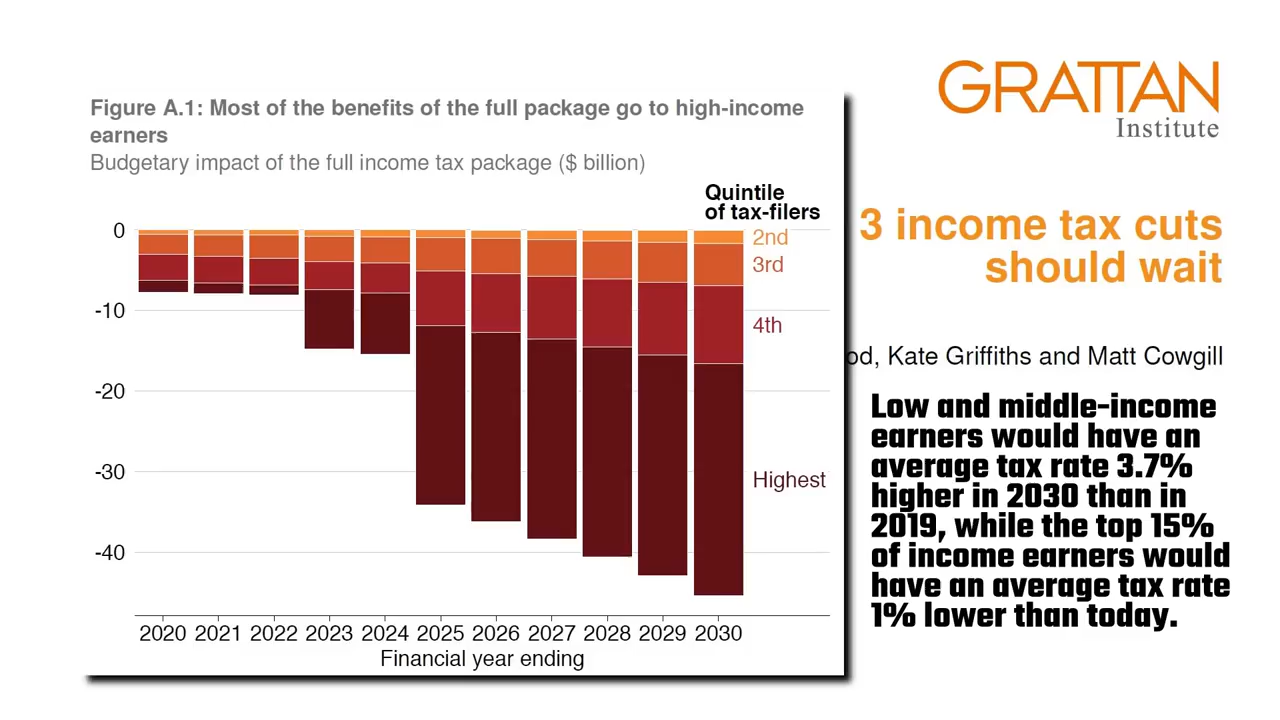 Figure A.1: Most of the benefits of the full package go to high-income
earners
Budgetary impact of the full income tax package ($ billion)
Quintile
of tax-filers
0
-10
-20
-30
-40
2nd
3rd
4th
Highest
2020 2021 2022 2023 2024 2025 2026 2027 2028 2029 2030
Financial year ending
GRATTAN
Institute
3 income tax cuts
should wait
Kate Griffiths and Matt Cowgill
Low and middle-income
earners would have an
average tax rate 3.7%
higher in 2030 than in
2019, while the top 15%
of income earners would
have an average tax rate
1% lower than today.